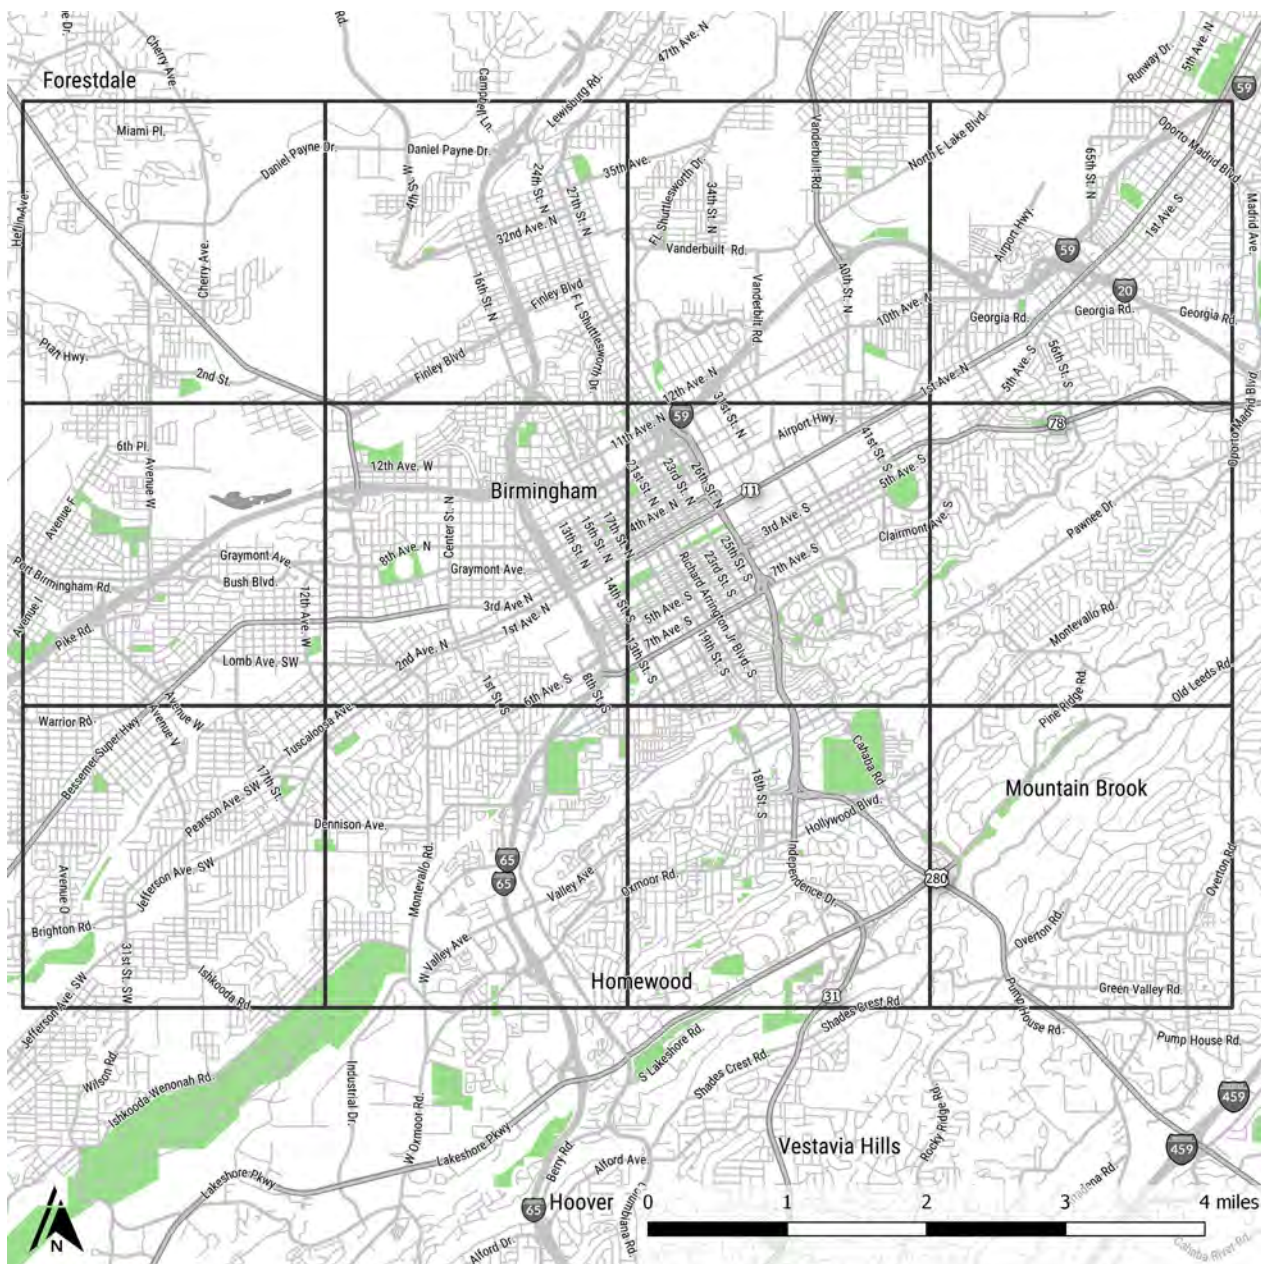 Cherry Ave.
47th Ave. N
Runway Dr.
5th Ave. N
Forestdale
Campbell Ln.
Lewisburg Rd.
59
Miami Pl.
Daniel Payne Dr.
Daniel Payne Dr.
24th St. N
27th St. N
35th Ave.
F.L. Shuttlesworth Dr.
34th St. N
Vanderbuilt Rd.
North E Lake Blvd.
65th St. N
Oporto Madrid Blvd.
Heflin Ave.
Cherry Ave.
4th St. W
32nd Ave. N
Vanderbuilt Rd.
Airport Hwy.
59
1st Ave. S
Madrid Ave.
16th St. N
Finley Blvd
F L Shuttlesworth Dr.
Vanderbilt Rd
40th St. N
10th Ave. N
20
Georgia Rd.
Georgia Rd.
Georgia Rd.
Pratt Hwy.
2nd St.
Finley Blvd
12th Ave. N
31st St. N
1st Ave. N
5th Ave. S
56th St. S
59
11th Ave. N
Airport Hwy.
78
Oporto Madrid Blvd
6th Pl.
Avenue W
12th Ave. W
Birmingham
21st St. N
23rd St. N
26th St. N
11
41st St. S
5th Ave. S
Avenue F
Center St. N
13th St. N
15th St. N
17th St. N
4th Ave. N
3rd Ave. S
Clairmont Ave. S
Pawnee Dr.
Graymont Ave.
8th Ave. N
Graymont Ave.
Port Birmingham Rd.
Bush Blvd.
12th Ave. W
Richard Arrington Jr Blvd. S
23rd St. S
25th St. S
7th Ave. S
14th St. S
5th Ave. S
Avenue I
Pike Rd.
3rd Ave N
1st Ave. N
7th Ave. S
19th St. S
13th St. S
Montevallo Rd.
Lomb Ave. SW
2nd Ave. N
1st St. S
6th Ave. S
8th St. S
Pine Ridge Rd
Old Leeds Rd.
Warrior Rd.
Avenue W
Avenue V
Bessemer Super Hwy
Tuscaloosa Ave.
17th St.
Pearson Ave. SW
18th St. S
Cahaba Rd
Mountain Brook
Hollywood Blvd.
Dennison Ave.
Montevallo Rd.
65
65
Valley Ave
Oxmoor Rd.
Independence Dr.
280
Overton Rd.
Avenue O
Jefferson Ave. SW
Brighton Rd.
31st St. SW
Ishkooda Rd
W Valley Ave.
Overton Rd.
Homewood
31
Shades Crest Rd
Green Valley Rd.
Jefferson Ave. SW
Pump House Rd.
Pump House Rd.
Wilson Rd.
Ishkooda-Wenonah Rd.
Industrial Dr.
W Oxmoor Rd.
S Lakeshore Rd.
Shades Crest Rd.
Rocky Ridge Rd.
459
Vestavia Hills
459
Lakeshore Pkwy
Lakeshore Pkwy
Berry Rd.
Alford Ave.
65
Hoover
Columbiana Rd.
Alford Dr.
0 1 2 3 4 miles
N
Cahaba River Rd.